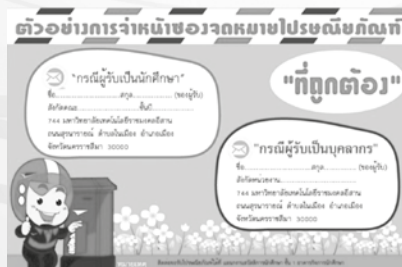 ตัวอย่างการจ่าหน้าซองจดหมายไปรษณียภัณฑ์
"ที่ถูกต้อง"
"กรณีผู้รับเป็นนักศึกษา"
ชื่อ....................สกุล.................... (ของผู้รับ)
สังกัดคณะ....................ชั้นปี....................
744 มหาวิทยาลัยเทคโนโลยีราชมงคลอีสาน
ถนนสุรนารายณ์ ตำบลในเมือง อำเภอเมือง
จังหวัดนครราชสีมา 30000
"กรณีผู้รับเป็นบุคลากร"
ชื่อ....................สกุล.................... (ของผู้รับ)
สังกัดหน่วยงาน....................
744 มหาวิทยาลัยเทคโนโลยีราชมงคลอีสาน
ถนนสุรนารายณ์ ตำบลในเมือง อำเภอเมือง
จังหวัดนครราชสีมา 30000